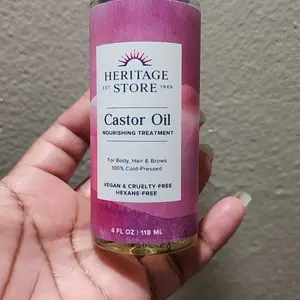 HERITAGE
EST. STORE 1969
Castor Oil
NOURISHING TREATMENT
For Body, Hair & Brows
100% Cold-Pressed
VEGAN & CRUELTY-FREE
HEXANE-FREE
4 FL OZ / 118 ML